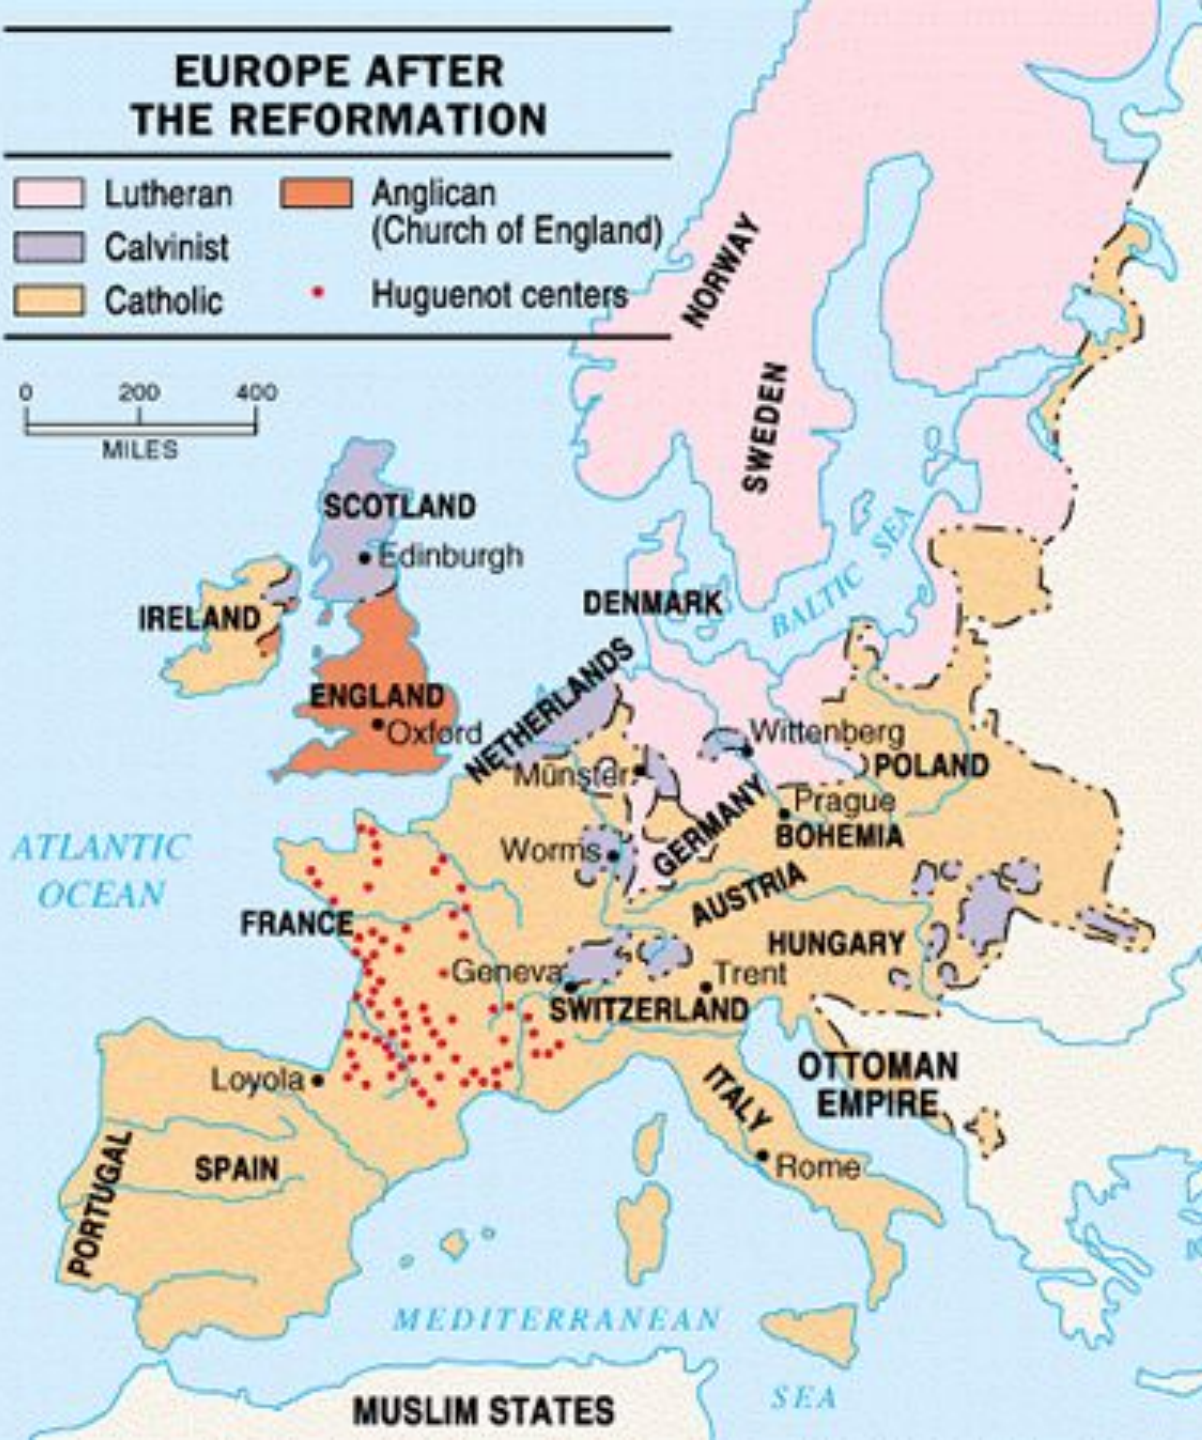 EUROPE AFTER
THE REFORMATION
Lutheran
Calvinist
Catholic
Anglican
(Church of England)
Huguenot centers
0 200 400
MILES
NORWAY
SWEDEN
SCOTLAND
Edinburgh
IRELAND
DENMARK
BALTIC SEA
ENGLAND
Oxford
NETHERLANDS
Münster
Wittenberg
POLAND
GERMANY
Prague
BOHEMIA
Worms
ATLANTIC
OCEAN
AUSTRIA
FRANCE
HUNGARY
Geneva
Trent
SWITZERLAND
Loyola
ITALY
OTTOMAN
EMPIRE
PORTUGAL
SPAIN
Rome
MEDITERRANEAN
SEA
MUSLIM STATES